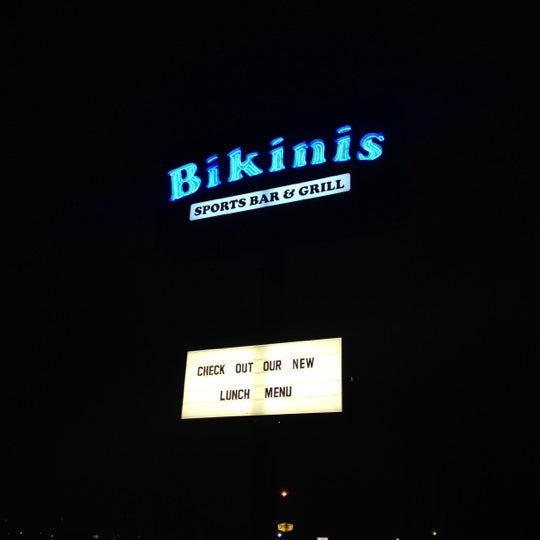 Bikinis
SPORTS BAR & GRILL
CHECK OUT OUR NEW
LUNCH MENU